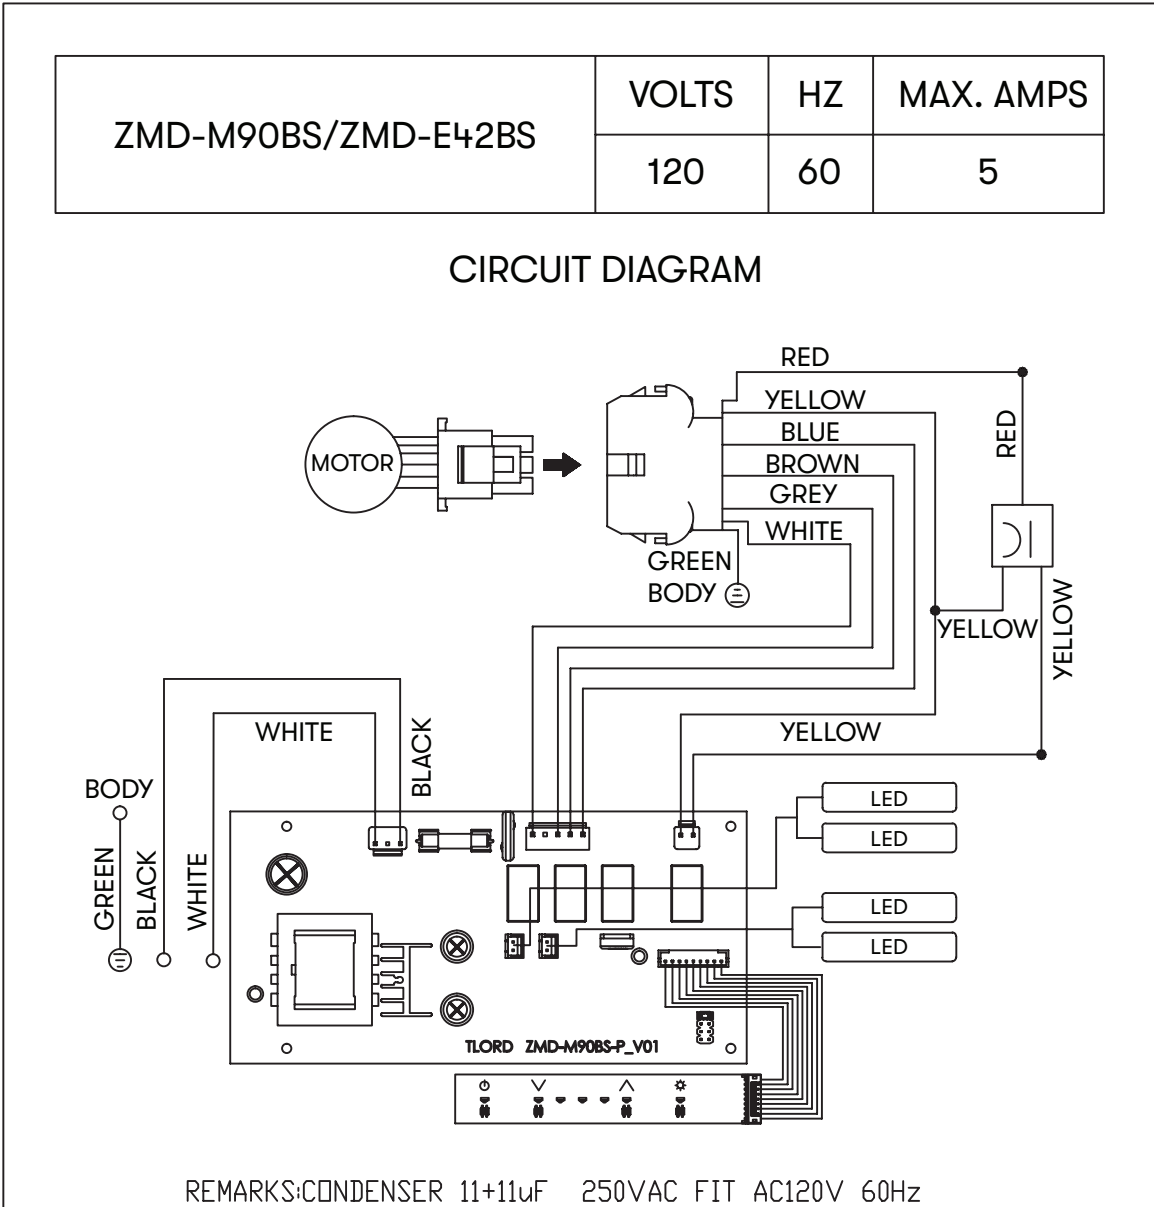 ZMD-M90BS/ZMD-E42BS
VOLTS HZ MAX. AMPS
120 60 5
CIRCUIT DIAGRAM
RED
YELLOW
BLUE
BROWN
GREY
WHITE
RED
MOTOR
GREEN
BODY
YELLOW
YELLOW
YELLOW
WHITE
BLACK
BODY
GREEN
BLACK
WHITE
LED
LED
LED
LED
TLORD ZMD-M90BS-P_V01
REMARKS:CONDENSER 11+11uF 250VAC FIT AC120V 60Hz